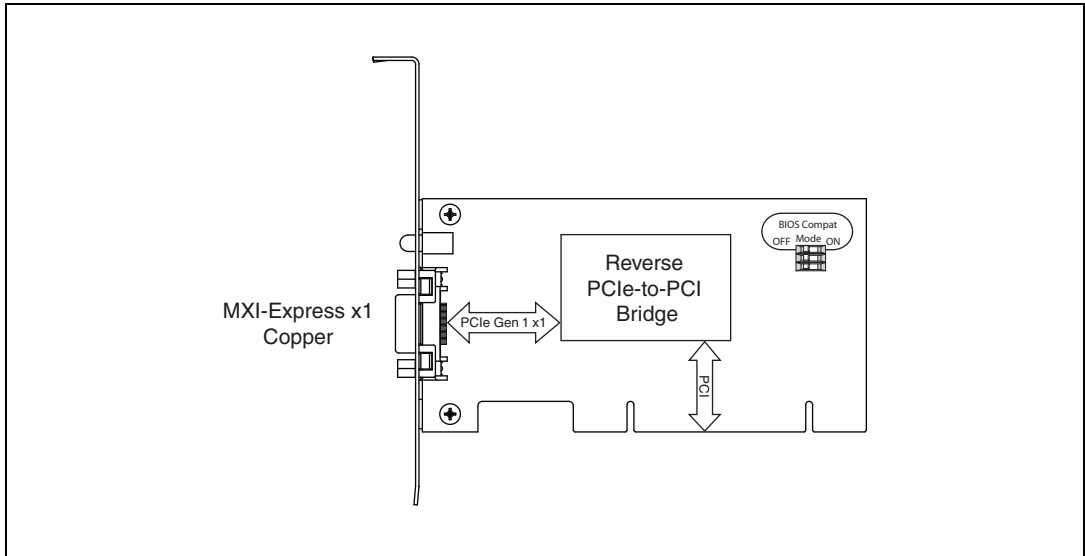 BIOS Compat
OFF Mode ON
Reverse
PCIe-to-PCI
Bridge
MXI-Express x1
Copper
PCIe Gen 1 x1
PCI